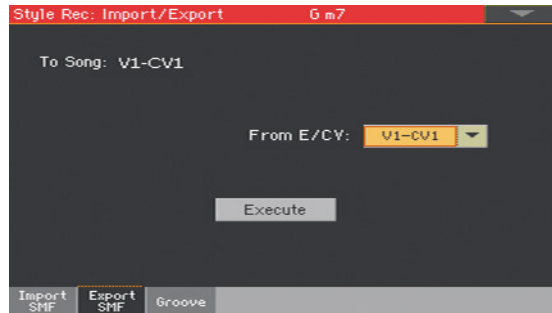 Style Rec: Import/Export G m7
To Song: V1-CV1
From E/CV: V1-CV1
Execute
Import SMF Export SMF Groove